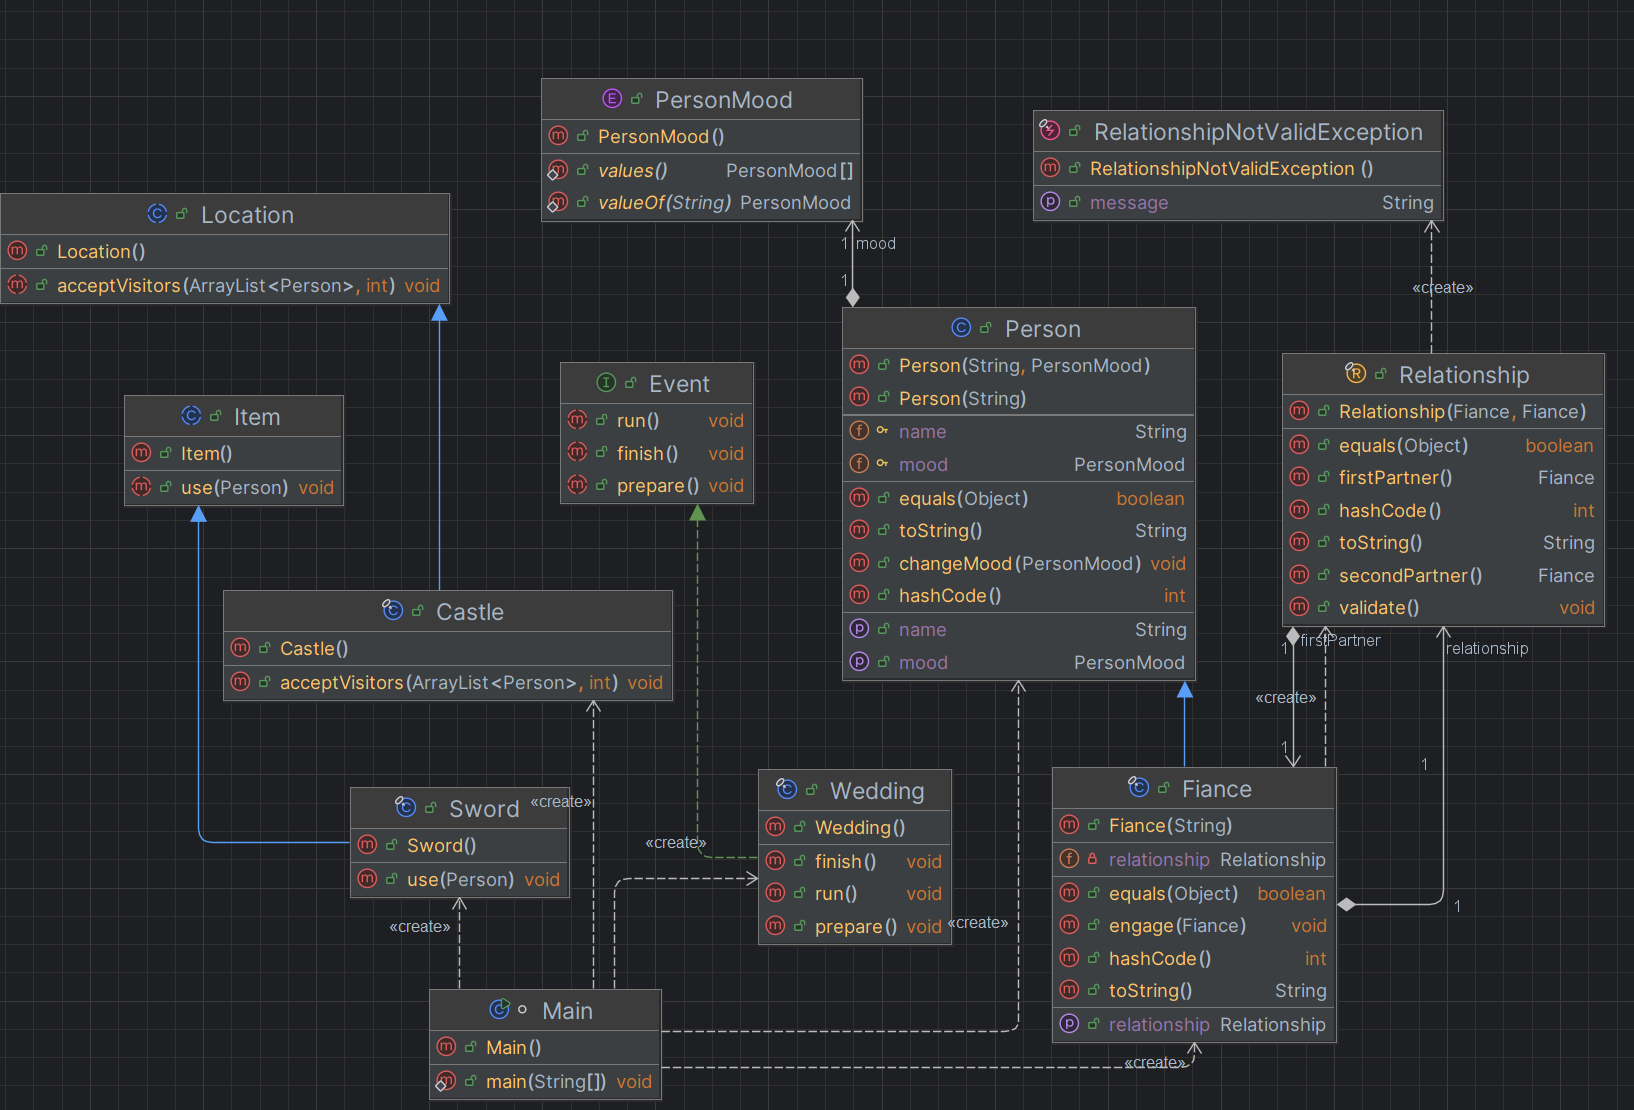 PersonMood
PersonMood()
values() PersonMood[]
valueOf(String) PersonMood
RelationshipNotValidException
RelationshipNotValidException ()
message String
Location
Location()
acceptVisitors(ArrayList<Person>, int) void
1 mood
1
«create»
Person
Person(String, PersonMood)
Person(String)
name String
mood PersonMood
equals(Object) boolean
toString() String
changeMood(PersonMood) void
hashCode() int
name String
mood PersonMood
Event
run() void
finish() void
prepare() void
Relationship
Relationship(Fiance, Fiance)
equals(Object) boolean
firstPartner() Fiance
hashCode() int
toString() String
secondPartner() Fiance
validate() void
Item
Item()
use(Person) void
Castle
Castle()
acceptVisitors(ArrayList<Person>, int) void
1 firstPartner
relationship
«create»
1
1
1
Sword
Sword()
use(Person) void
«create»
«create»
Wedding
Wedding()
finish() void
run() void
prepare() void
«create»
Fiance
Fiance(String)
relationship Relationship
equals(Object) boolean
engage(Fiance) void
hashCode() int
toString() String
relationship Relationship
«create»
Main
Main()
main(String[]) void
«create»